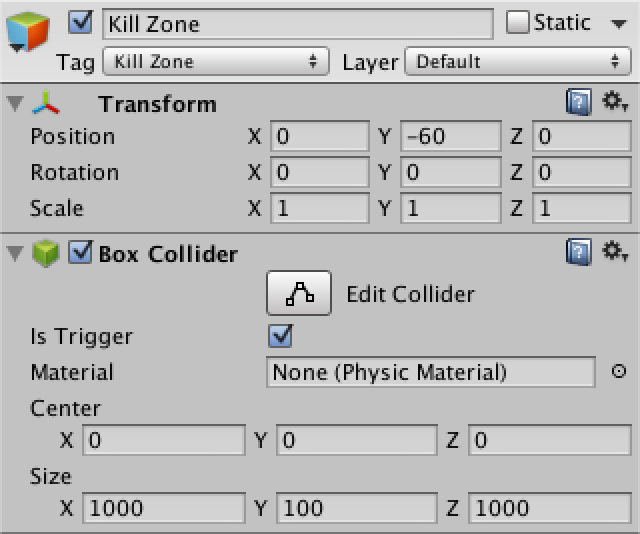 Kill Zone Static
Tag Kill Zone Layer Default
Transform
Position X 0 Y -60 Z 0
Rotation X 0 Y 0 Z 0
Scale X 1 Y 1 Z 1
Box Collider
Edit Collider
Is Trigger
Material None (Physic Material)
Center
X 0 Y 0 Z 0
Size
X 1000 Y 100 Z 1000